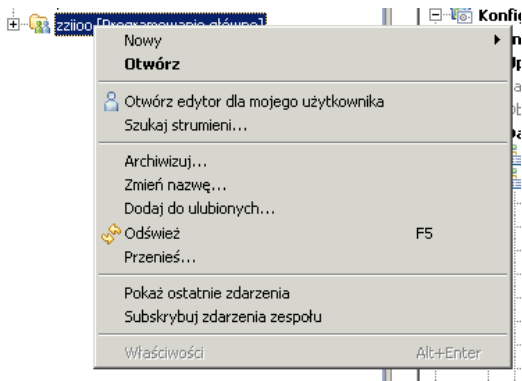 zziioo [Programowanie główne]
Konfig
Nowy
Otwórz
Otwórz edytor dla mojego użytkownika
Szukaj strumieni...
Archiwizuj...
Zmień nazwę...
Dodaj do ulubionych...
Odśwież F5
Przenieś...
Pokaż ostatnie zdarzenia
Subskrybuj zdarzenia zespołu
Właściwości Alt+Enter